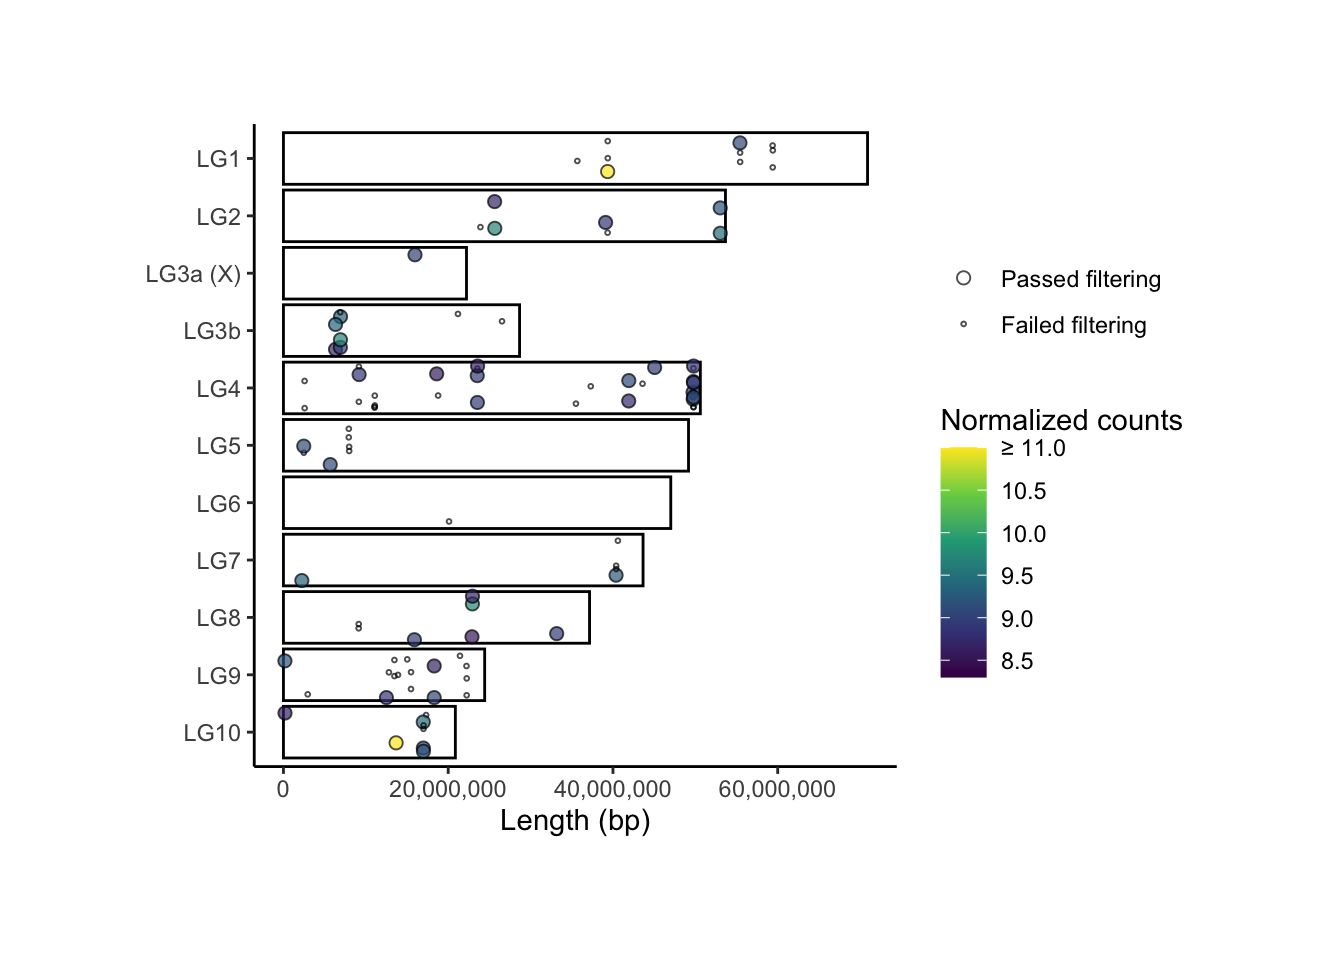 LG1
LG2
LG3a (X)
LG3b
LG4
LG5
LG6
LG7
LG8
LG9
LG10
0
20,000,000
40,000,000
60,000,000
Length (bp)
Passed filtering
Failed filtering
Normalized counts
≥ 11.0
10.5
10.0
9.5
9.0
8.5